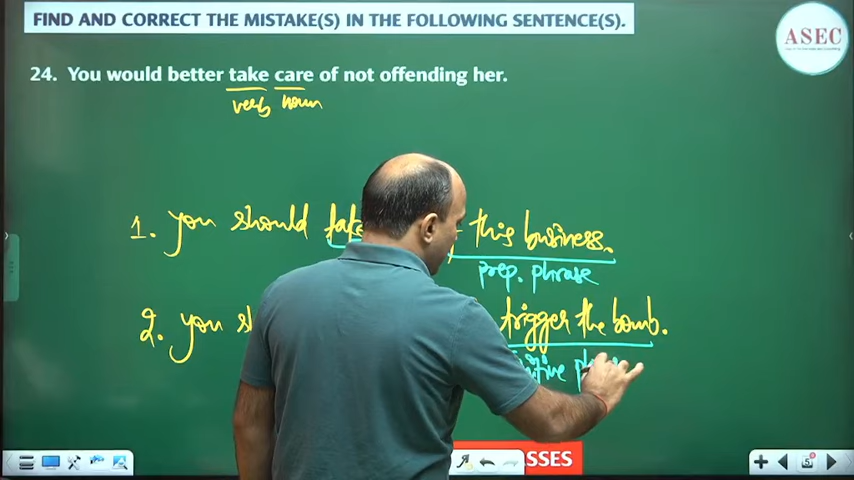 FIND AND CORRECT THE MISTAKE(S) IN THE FOLLOWING SENTENCE(S).
ASEC
24. You would better take care of not offending her.
verb noun
1. you should take this business.
prep. phrase
2. you trigger the bomb.
SSES